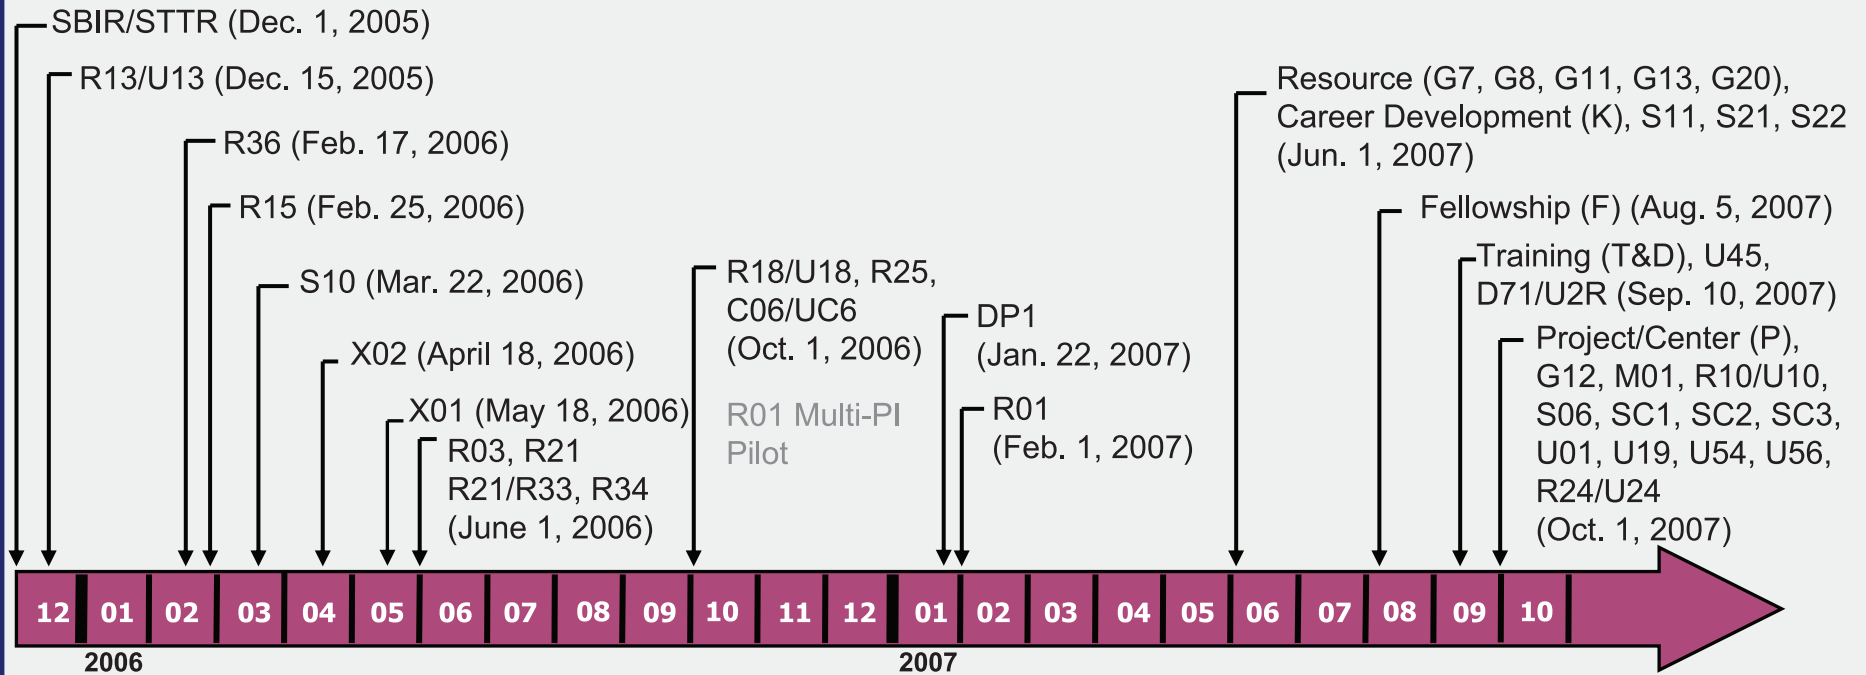 SBIR/STTR (Dec. 1, 2005)
R13/U13 (Dec. 15, 2005)
R36 (Feb. 17, 2006)
R15 (Feb. 25, 2006)
S10 (Mar. 22, 2006)
X02 (April 18, 2006)
X01 (May 18, 2006)
R03, R21
R21/R33, R34
(June 1, 2006)
R18/U18, R25,
C06/UC6
(Oct. 1, 2006)
R01 Multi-PI
Pilot
DP1
(Jan. 22, 2007)
R01
(Feb. 1, 2007)
Resource (G7, G8, G11, G13, G20),
Career Development (K), S11, S21, S22
(Jun. 1, 2007)
Fellowship (F) (Aug. 5, 2007)
Training (T&D), U45,
D71/U2R (Sep. 10, 2007)
Project/Center (P),
G12, M01, R10/U10,
S06, SC1, SC2, SC3,
U01, U19, U54, U56,
R24/U24
(Oct. 1, 2007)
12 01 02 03 04 05 06 07 08 09 10 11 12 01 02 03 04 05 06 07 08 09 10
2006 2007